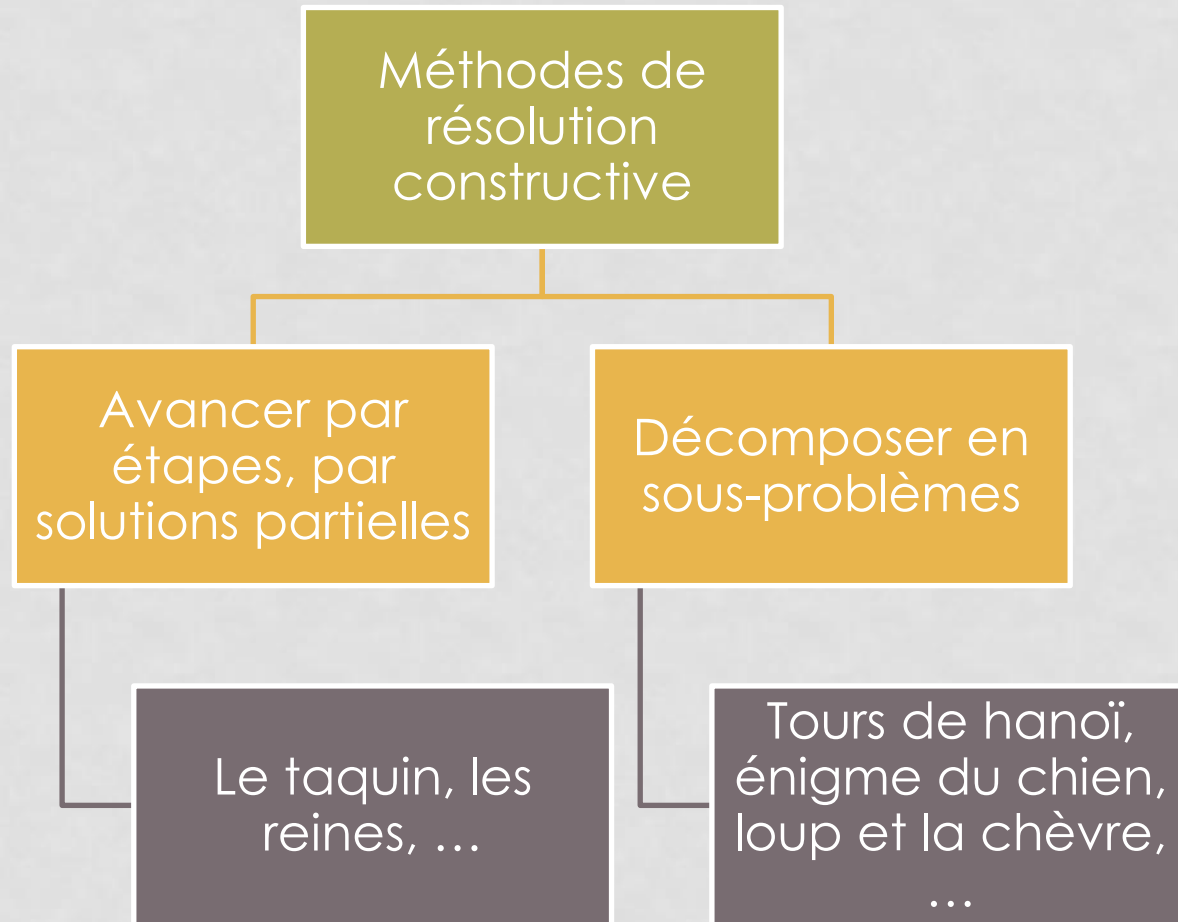 Méthodes de
résolution
constructive
Avancer par
étapes, par
solutions partielles
Décomposer en
sous-problèmes
Le taquin, les
reines, …
Tours de hanoï,
énigme du chien,
loup et la chèvre,
…